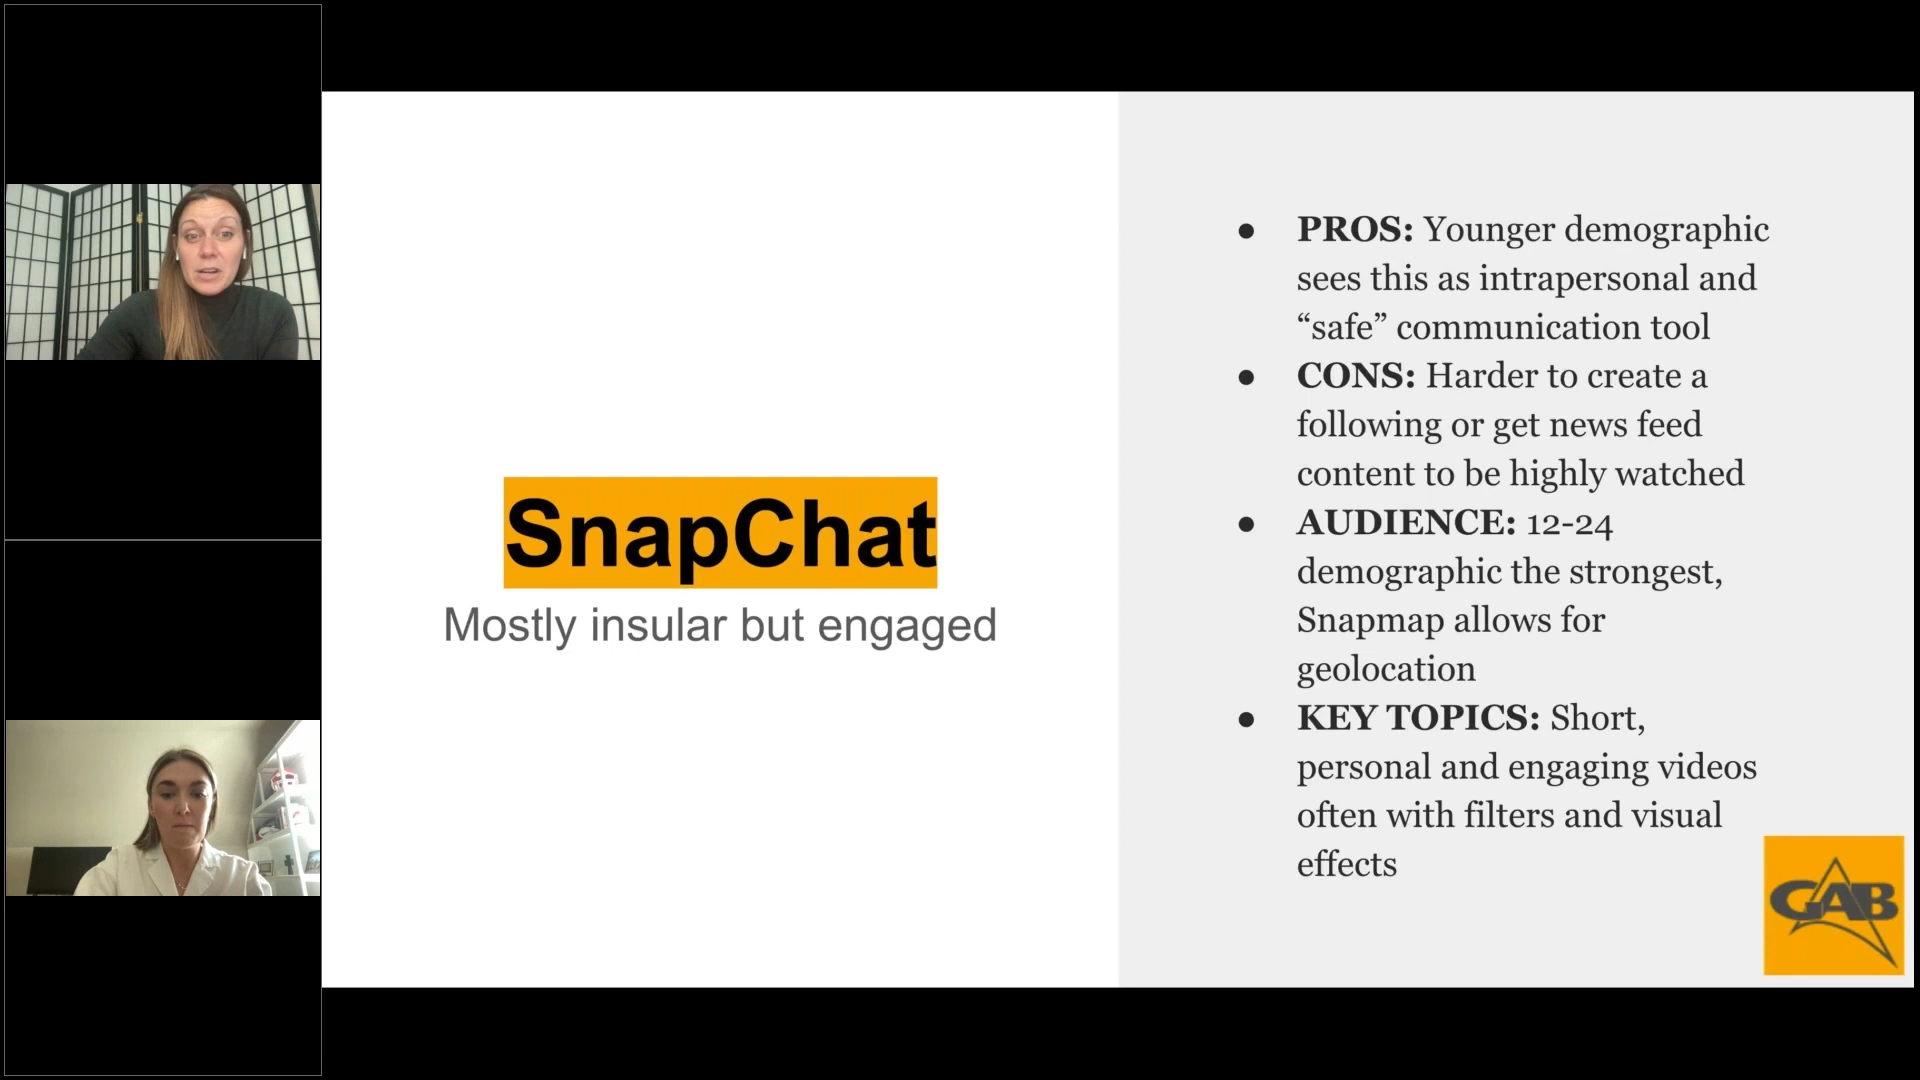 SnapChat
Mostly insular but engaged
● PROS: Younger demographic
sees this as intrapersonal and
“safe” communication tool
● CONS: Harder to create a
following or get news feed
content to be highly watched
● AUDIENCE: 12-24
demographic the strongest,
Snapmap allows for
geolocation
● KEY TOPICS: Short,
personal and engaging videos
often with filters and visual
effects
GAB